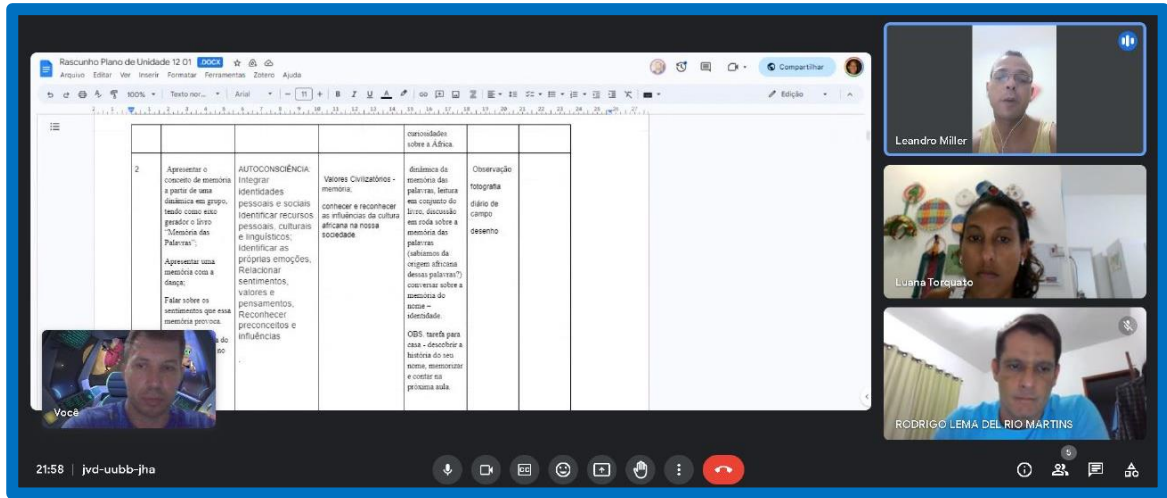 Rascunho Plano de Unidade 12 01 .DOCX
Arquivo Editar Ver Inserir Formatar Ferramentas Zotero Ajuda
Compartilhar
100% Texto nor... Arial 11 Edição
curiosidades
sobre a África.
2
Apresentar o
conceito de memória
a partir de uma
dinâmica em grupo,
tendo como eixo
gerador o livro
"Memória das
Palavras";
Apresentar uma
memória com a
dança;
Falar sobre os
sentimentos que essa
memória provoca.
do
no
AUTOCONSCIÊNCIA:
Integrar
identidades
pessoais e sociais
Identificar recursos
pessoais, culturais
e linguísticos;
Identificar as
próprias emoções,
Relacionar
sentimentos,
valores e
pensamentos,
Reconhecer
preconceitos e
influências
.
Valores Civilizatórios -
memória;
conhecer e reconhecer
as influências da cultura
africana na nossa
sociedade
dinâmica da
memória das
palavras, leitura
em conjunto do
livro, discussão
em roda sobre a
memória das
palavras
(sabíamos da
origem africana
dessas palavras?)
conversar sobre a
memória do
nome –
identidade.
OBS. tarefa para
casa - descobrir a
história do seu
nome, memorizar
e contar na
próxima aula.
Observação
fotografia
diário de
campo
desenho
Você
Leandro Miller
Luana Torquato
RODRIGO LEMA DEL RIO MARTINS
21:58 | jvd-uubb-jha
5